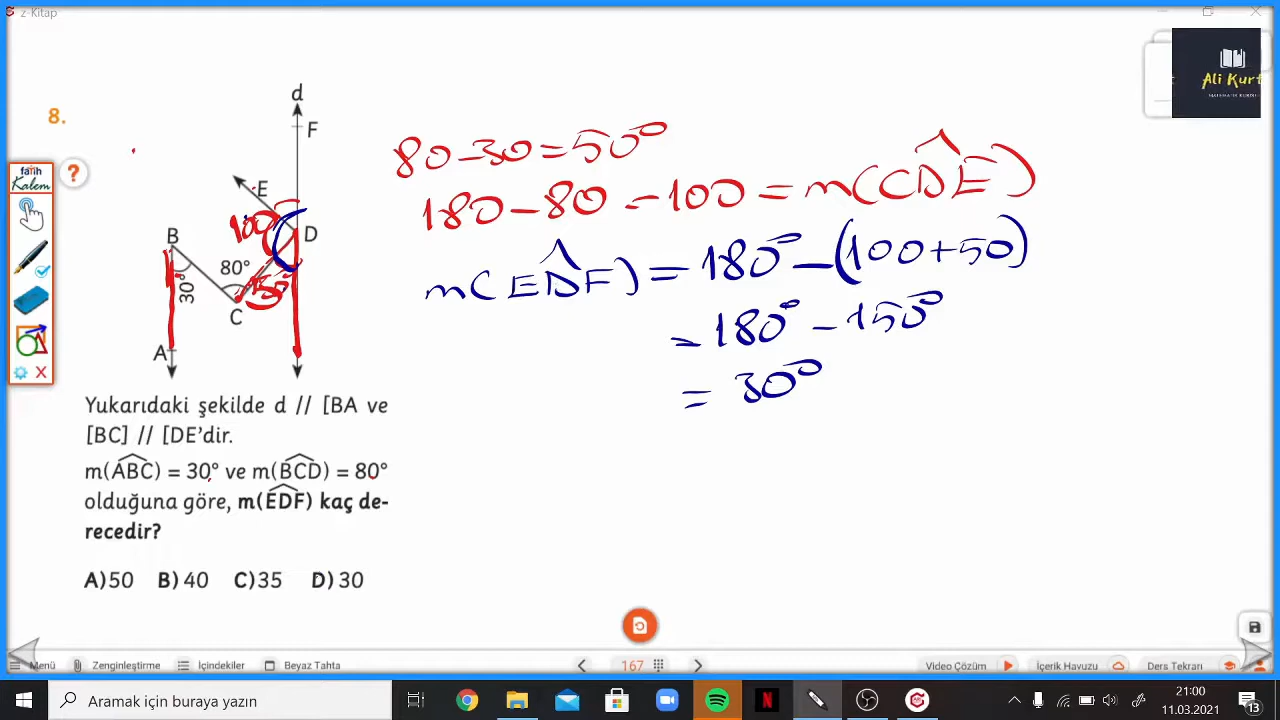 z-Kitap
Ali Kurt
8.
fatih
Kalem
?
d
F
E
D
B
C
A
100
80°
30°
50°
80-30=50°
180-80=100=m(CDE)
m(EDF)=180°-(100+50)
=180°-150°
=30°
Yukarıdaki şekilde d // [BA ve
[BC] // [DE'dir.
m(ABC) = 30° ve m(BCD) = 80°
olduğuna göre, m(EDF) kaç de-
recedir?
A) 50 B) 40 C) 35 D) 30
Menü Zenginleştirme İçindekiler Beyaz Tahta 167 Video Çözüm İçerik Havuzu Ders Tekrarı
Aramak için buraya yazın
21:00
11.03.2021
13